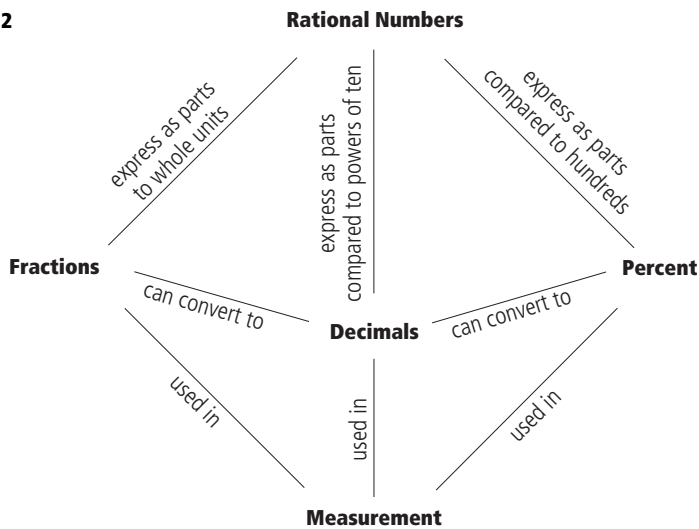 2
Rational Numbers
express as parts
to whole units
express as parts
compared to powers of ten
express as parts
compared to hundreds
Fractions
Percent
can convert to
can convert to
Decimals
used in
used in
used in
Measurement